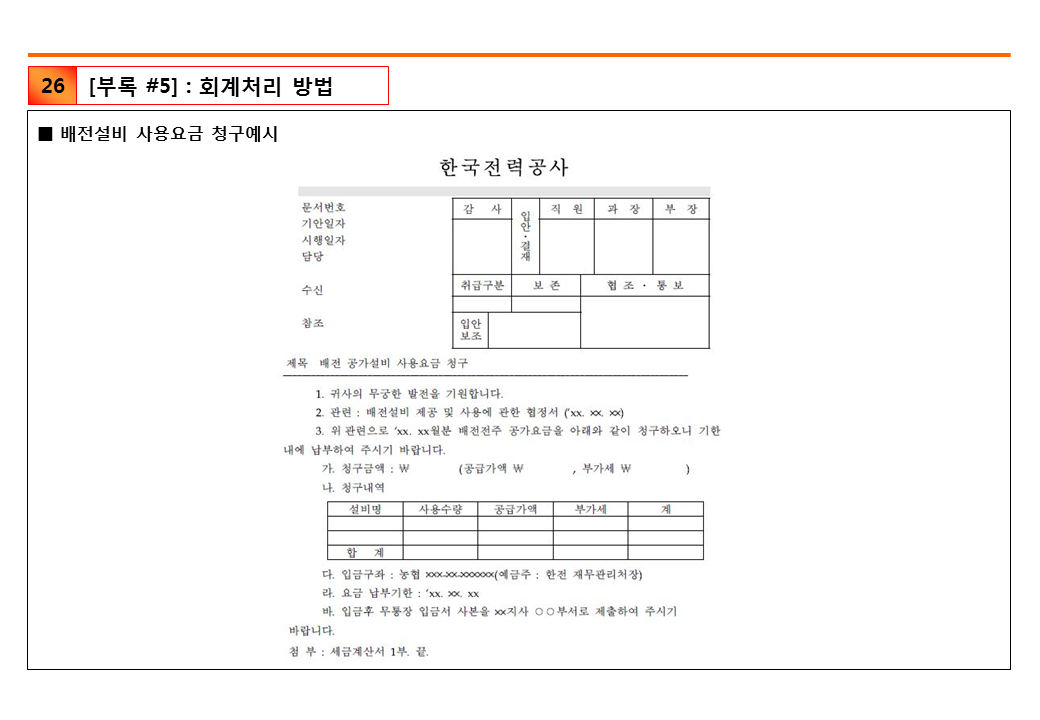 26 [부록 #5] : 회계처리 방법
■ 배전설비 사용요금 청구예시
한국전력공사
문서번호
기안일자
시행일자
담당
수신
참조
감 사 입안·결재 직 원 과 장 부 장
취급구분 보 존 협 조 · 통 보
입안
보조
제목 배전 공가설비 사용요금 청구
1. 귀사의 무궁한 발전을 기원합니다.
2. 관련 : 배전설비 제공 및 사용에 관한 협정서 ('xx. xx. xx)
3. 위 관련으로 'xx. xx월분 배전전주 공가요금을 아래와 같이 청구하오니 기한
내에 납부하여 주시기 바랍니다.
가. 청구금액 : ₩ (공급가액 ₩ , 부가세 ₩ )
나. 청구내역
설비명 사용수량 공급가액 부가세 계
합 계
다. 입금구좌 : 농협 xxx-xx-xxxxxx(예금주 : 한전 재무관리처장)
라. 요금 납부기한 : 'xx. xx. xx
바. 입금후 무통장 입금서 사본을 xx지사 ○○부서로 제출하여 주시기
바랍니다.
첨 부 : 세금계산서 1부. 끝.